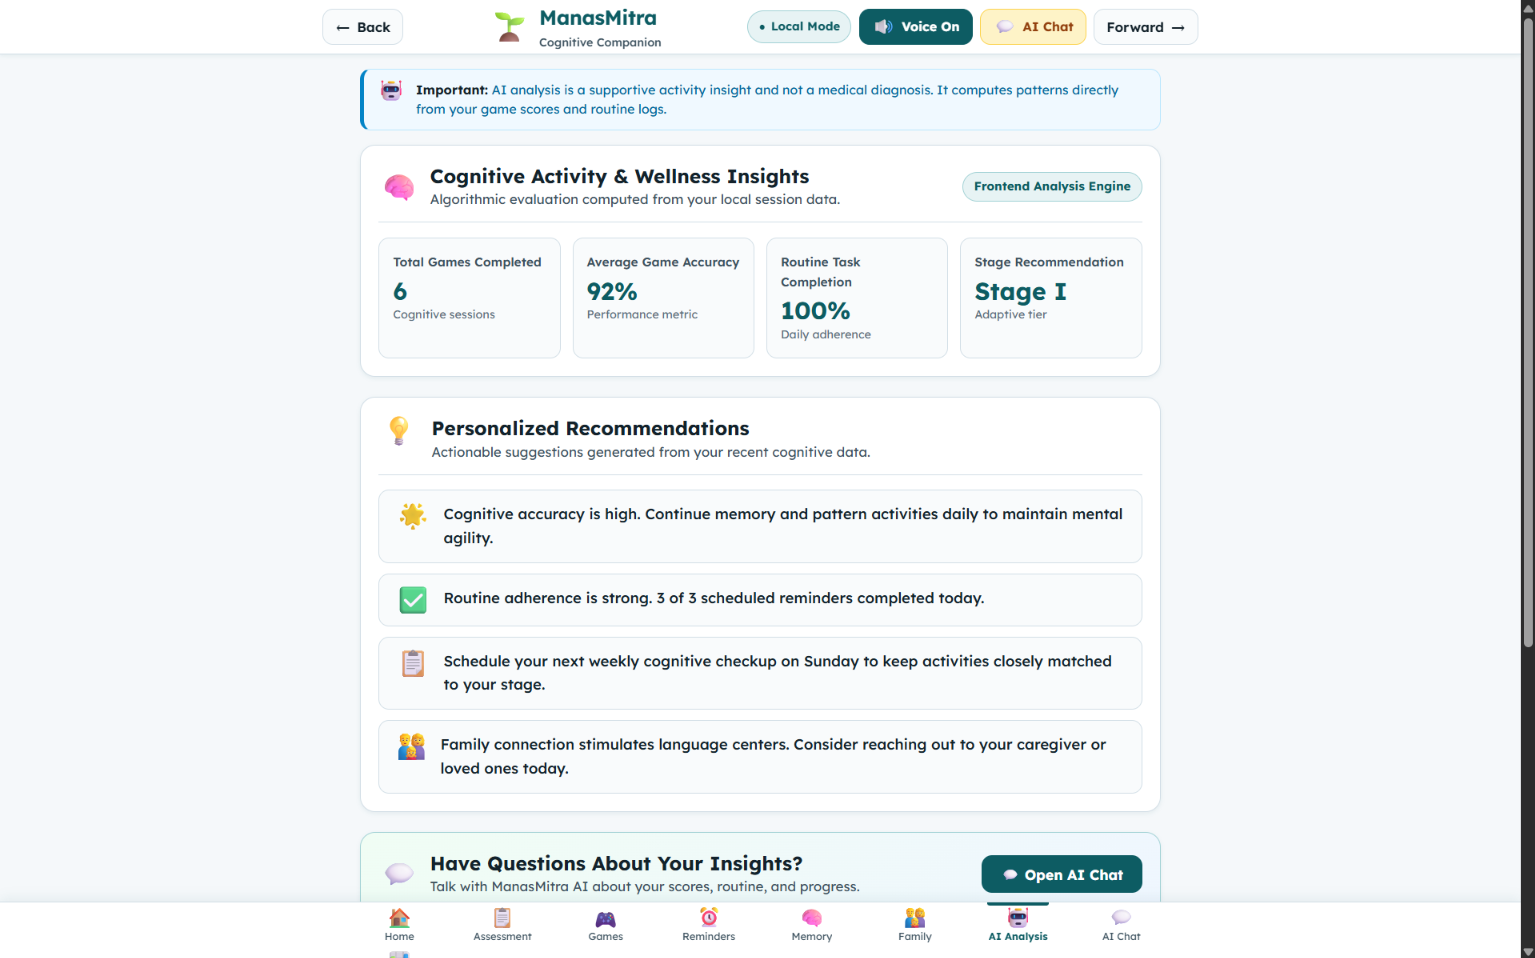 ← Back
ManasMitra
Cognitive Companion
• Local Mode
Voice On
AI Chat
Forward →
Important: AI analysis is a supportive activity insight and not a medical diagnosis. It computes patterns directly
from your game scores and routine logs.
Cognitive Activity & Wellness Insights
Algorithmic evaluation computed from your local session data.
Frontend Analysis Engine
Total Games Completed
6
Cognitive sessions
Average Game Accuracy
92%
Performance metric
Routine Task
Completion
100%
Daily adherence
Stage Recommendation
Stage I
Adaptive tier
Personalized Recommendations
Actionable suggestions generated from your recent cognitive data.
Cognitive accuracy is high. Continue memory and pattern activities daily to maintain mental
agility.
Routine adherence is strong. 3 of 3 scheduled reminders completed today.
Schedule your next weekly cognitive checkup on Sunday to keep activities closely matched
to your stage.
Family connection stimulates language centers. Consider reaching out to your caregiver or
loved ones today.
Have Questions About Your Insights?
Talk with ManasMitra AI about your scores, routine, and progress.
Open AI Chat
Home
Assessment
Games
Reminders
Memory
Family
AI Analysis
AI Chat